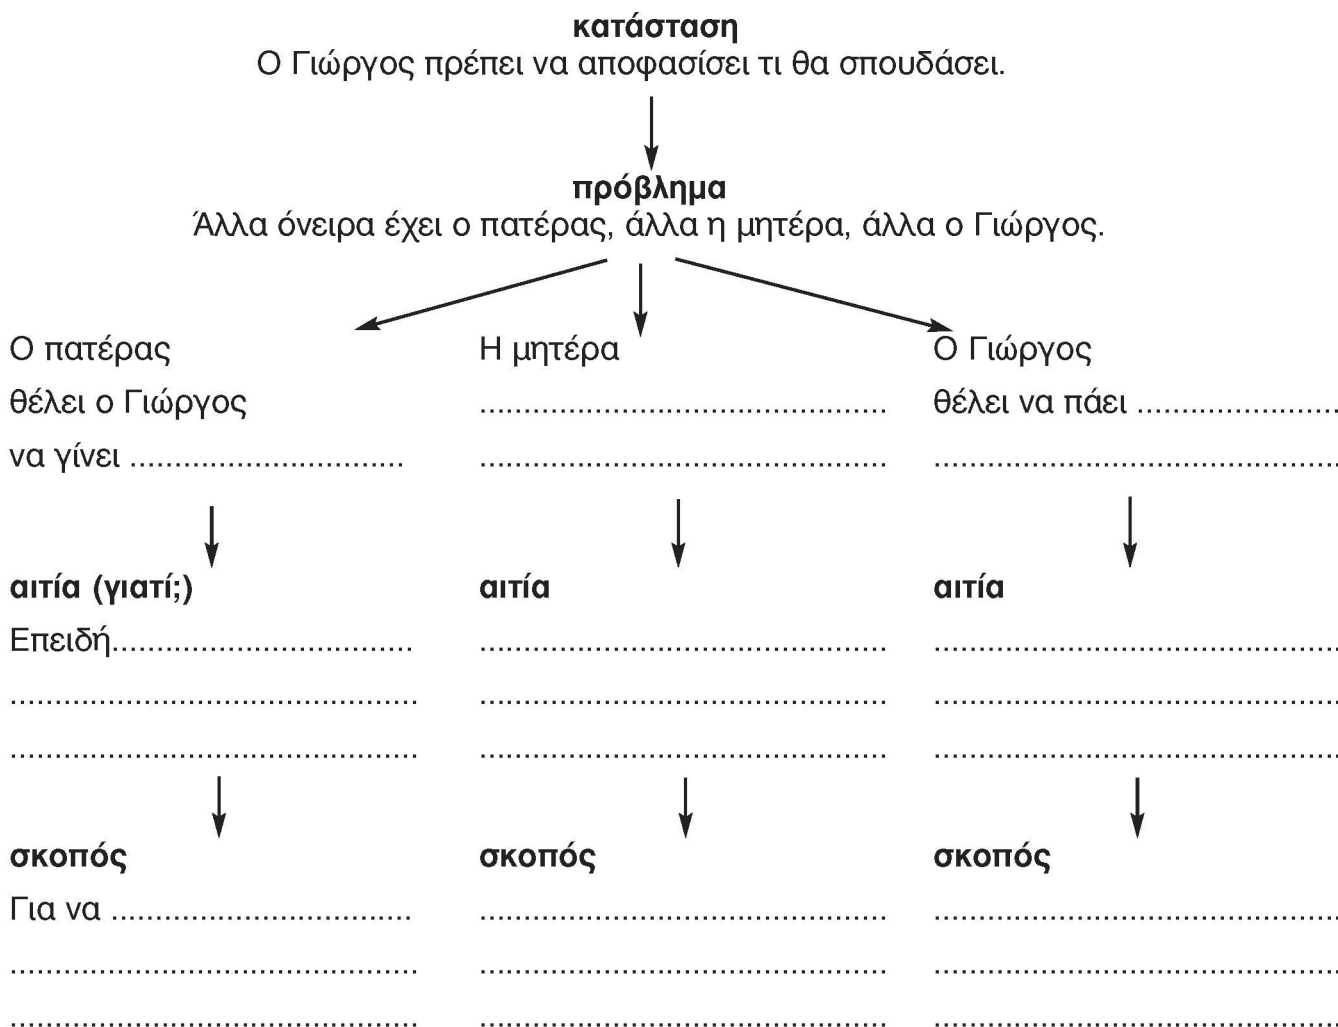 κατάσταση
Ο Γιώργος πρέπει να αποφασίσει τι θα σπουδάσει.
πρόβλημα
Άλλα όνειρα έχει ο πατέρας, άλλα η μητέρα, άλλα ο Γιώργος.
Ο πατέρας
θέλει ο Γιώργος
να γίνει ...............................
αιτία (γιατί;)
Επειδή..................................
..............................................
..............................................
σκοπός
Για να ..................................
..............................................
..............................................
Η μητέρα
..............................................
..............................................
αιτία
..............................................
..............................................
..............................................
σκοπός
..............................................
..............................................
..............................................
Ο Γιώργος
θέλει να πάει .......................
..............................................
αιτία
..............................................
..............................................
..............................................
σκοπός
..............................................
..............................................
..............................................